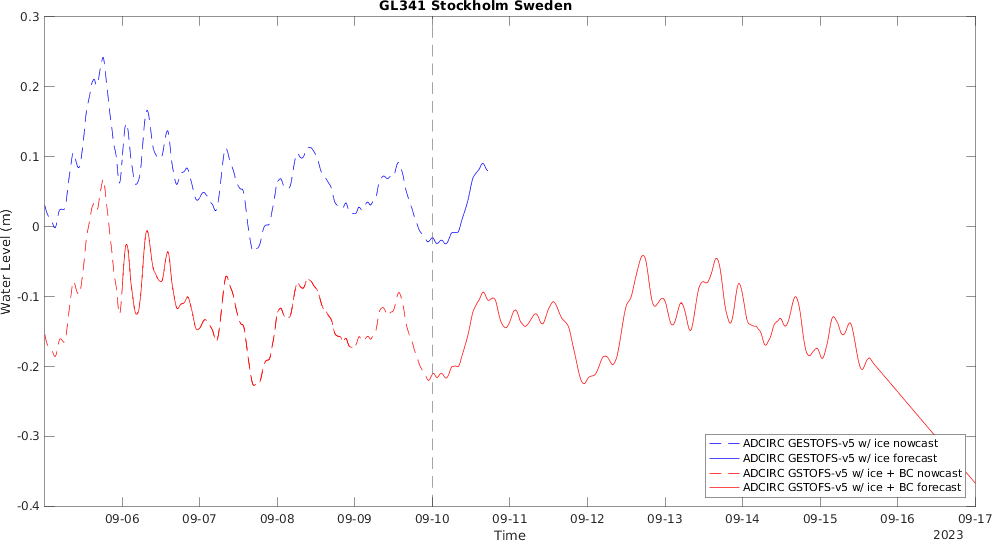 GL341 Stockholm Sweden
Water Level (m)
0.3
0.2
0.1
0
-0.1
-0.2
-0.3
-0.4
ADCIRC GESTOFS-v5 w/ ice nowcast
ADCIRC GESTOFS-v5 w/ ice forecast
ADCIRC GSTOFS-v5 w/ ice + BC nowcast
ADCIRC GSTOFS-v5 w/ ice + BC forecast
09-06 09-07 09-08 09-09 09-10 09-11 09-12 09-13 09-14 09-15 09-16 09-17
Time
2023